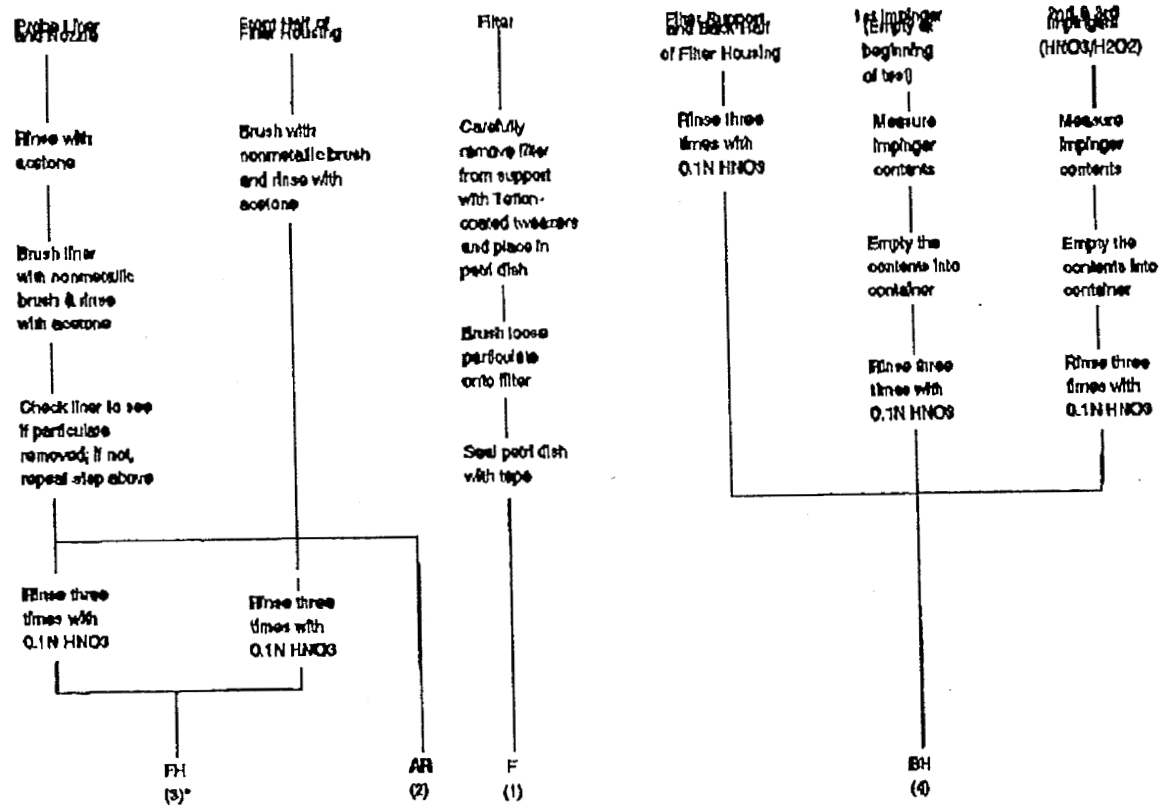 Probe Liner
and Nozzle
Rinse with
acetone
Brush liner
with nonmetallic
brush & rinse
with acetone
Check liner to see
if particulate
removed; if not,
repeat step above
Rinse three
times with
0.1N HNO3
Front Half of
Filter Housing
Brush with
nonmetallic brush
and rinse with
acetone
Rinse three
times with
0.1N HNO3
FH
(3)*
AR
(2)
Filter
Carefully
remove filter
from support
with Teflon-
coated tweezers
and place in
petri dish
Brush loose
particulate
onto filter
Seal petri dish
with tape
F
(1)
Filter Support
and Back Half
of Filter Housing
Rinse three
times with
0.1N HNO3
1st Impinger
(Empty at
beginning
of test)
Measure
impinger
contents
Empty the
contents into
container
Rinse three
times with
0.1N HNO3
2nd & 3rd
Impingers
(HNO3/H2O2)
Measure
impinger
contents
Empty the
contents into
container
Rinse three
times with
0.1N HNO3
BH
(4)